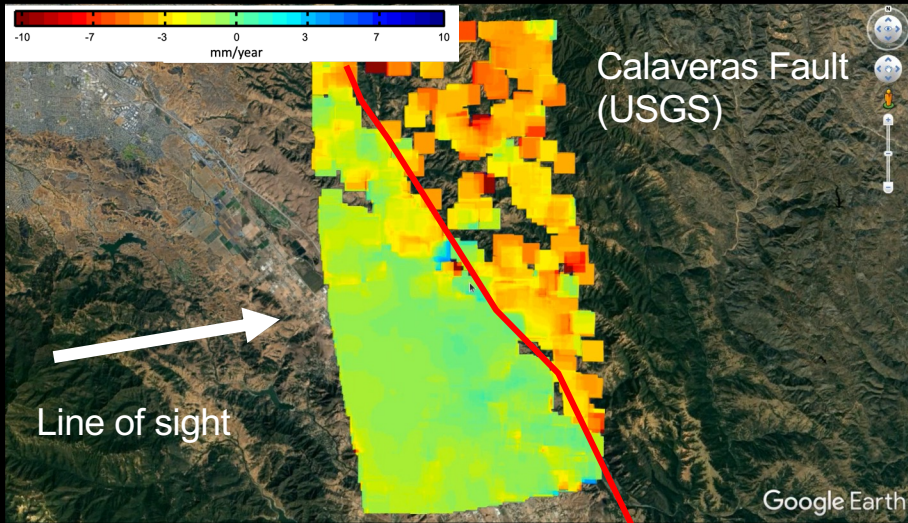 -10 -7 -3 0 3 7 10
mm/year
Calaveras Fault
(USGS)
N
Line of sight
Google Earth